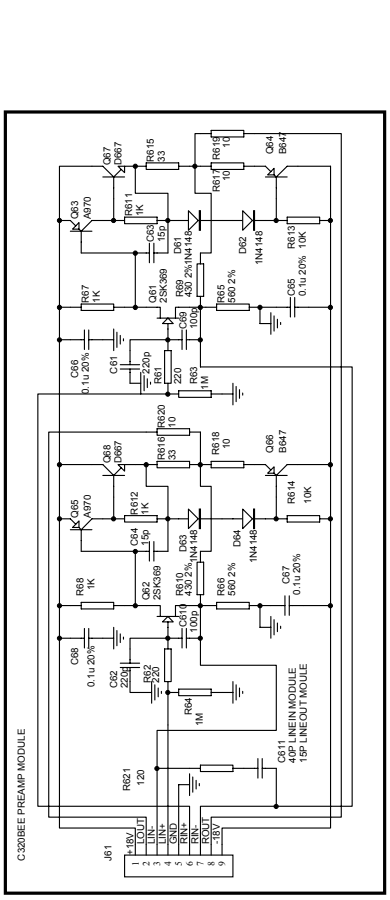 C320BEE PREAMP MODULE
J61
+18V
LOUT
LIN-
LIN+
GND
RIN+
RIN-
ROUT
-18V
1
2
3
4
5
6
7
8
9
R621
120
C611
40P LINEIN MODULE
15P LINEOUT MOULE
C68
0.1u 20%
C62
220p
R62
220
R64
1M
R68
1K
Q62
2SK369
C610
100p
R610
430 2%
R66
560 2%
C67
0.1u 20%
Q65
A970
R612
1K
C64
15p
D63
1N4148
D64
1N4148
R614
10K
Q68
D667
R616
33
R620
10
R618
10
Q66
B647
C66
0.1u 20%
C61
220p
R61
220
R63
1M
R67
1K
Q61
2SK369
C69
100p
R69
430 2%
R65
560 2%
C65
0.1u 20%
Q63
A970
R611
1K
C63
15p
D61
1N4148
D62
1N4148
R613
10K
Q67
D667
R615
33
R619
10
R617
10
Q64
B647